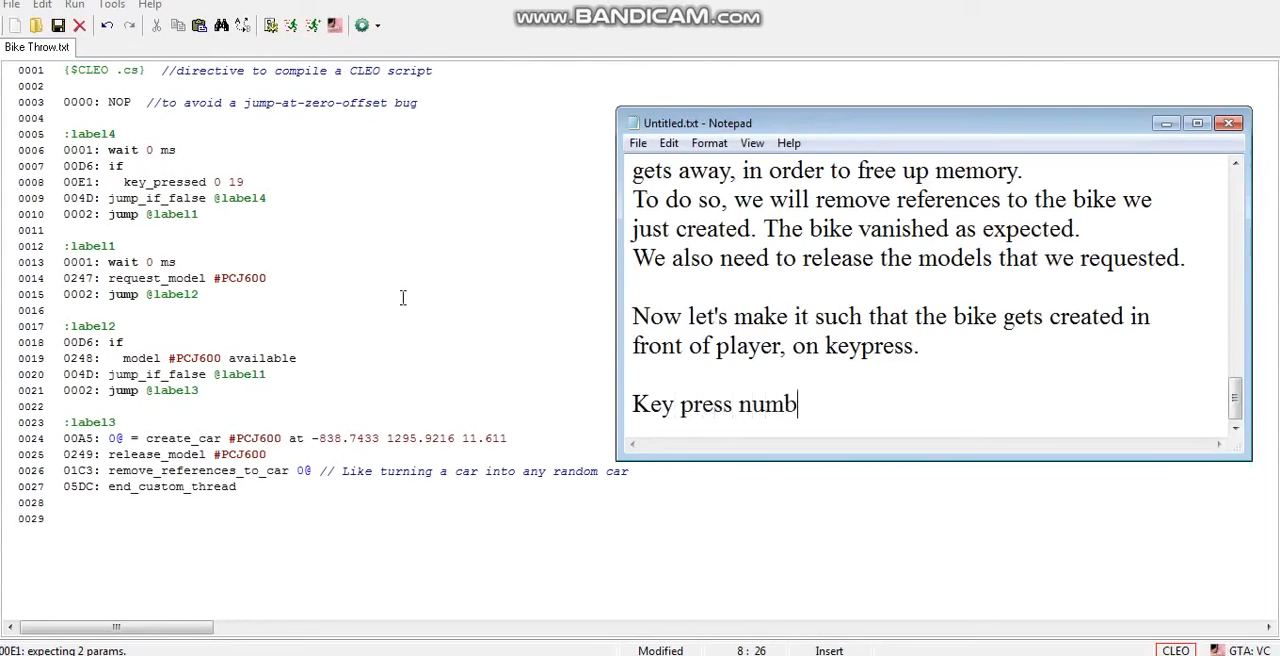 File Edit Run Tools Help
www.BANDICAM.com
Bike Throw.txt
0001 {$CLEO .cs} //directive to compile a CLEO script
0002
0003 0000: NOP //to avoid a jump-at-zero-offset bug
0004
0005 :label4
0006 0001: wait 0 ms
0007 00D6: if
0008 00E1: key_pressed 0 19
0009 004D: jump_if_false @label4
0010 0002: jump @label1
0011
0012 :label1
0013 0001: wait 0 ms
0014 0247: request_model #PCJ600
0015 0002: jump @label2
0016
0017 :label2
0018 00D6: if
0019 0248: model #PCJ600 available
0020 004D: jump_if_false @label1
0021 0002: jump @label3
0022
0023 :label3
0024 00A5: 0@ = create_car #PCJ600 at -838.7433 1295.9216 11.611
0025 0249: release_model #PCJ600
0026 01C3: remove_references_to_car 0@ // Like turning a car into any random car
0027 05DC: end_custom_thread
0028
0029
Untitled.txt - Notepad
File Edit Format View Help
gets away, in order to free up memory.
To do so, we will remove references to the bike we
just created. The bike vanished as expected.
We also need to release the models that we requested.
Now let's make it such that the bike gets created in
front of player, on keypress.
Key press numb
00E1: expecting 2 params. Modified 8: 26 Insert CLEO GTA: VC